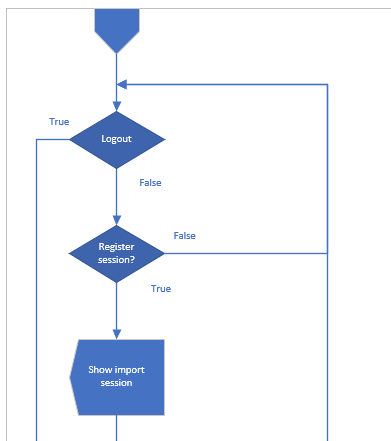 True
Logout
False
False
Register
session?
True
Show import
session